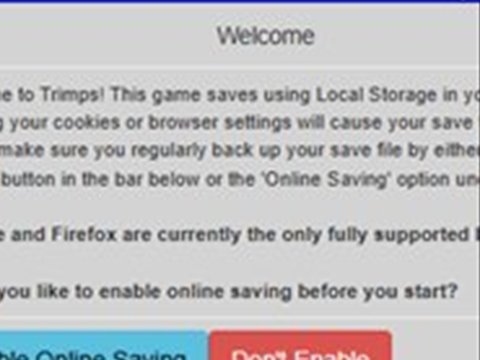 Welcome
e to Trimps! This game saves using Local Storage in yo
g your cookies or browser settings will cause your save
make sure you regularly back up your save file by either
button in the bar below or the 'Online Saving' option un
e and Firefox are currently the only fully supported
you like to enable online saving before you start?
ble Online Saving
Don't Enable